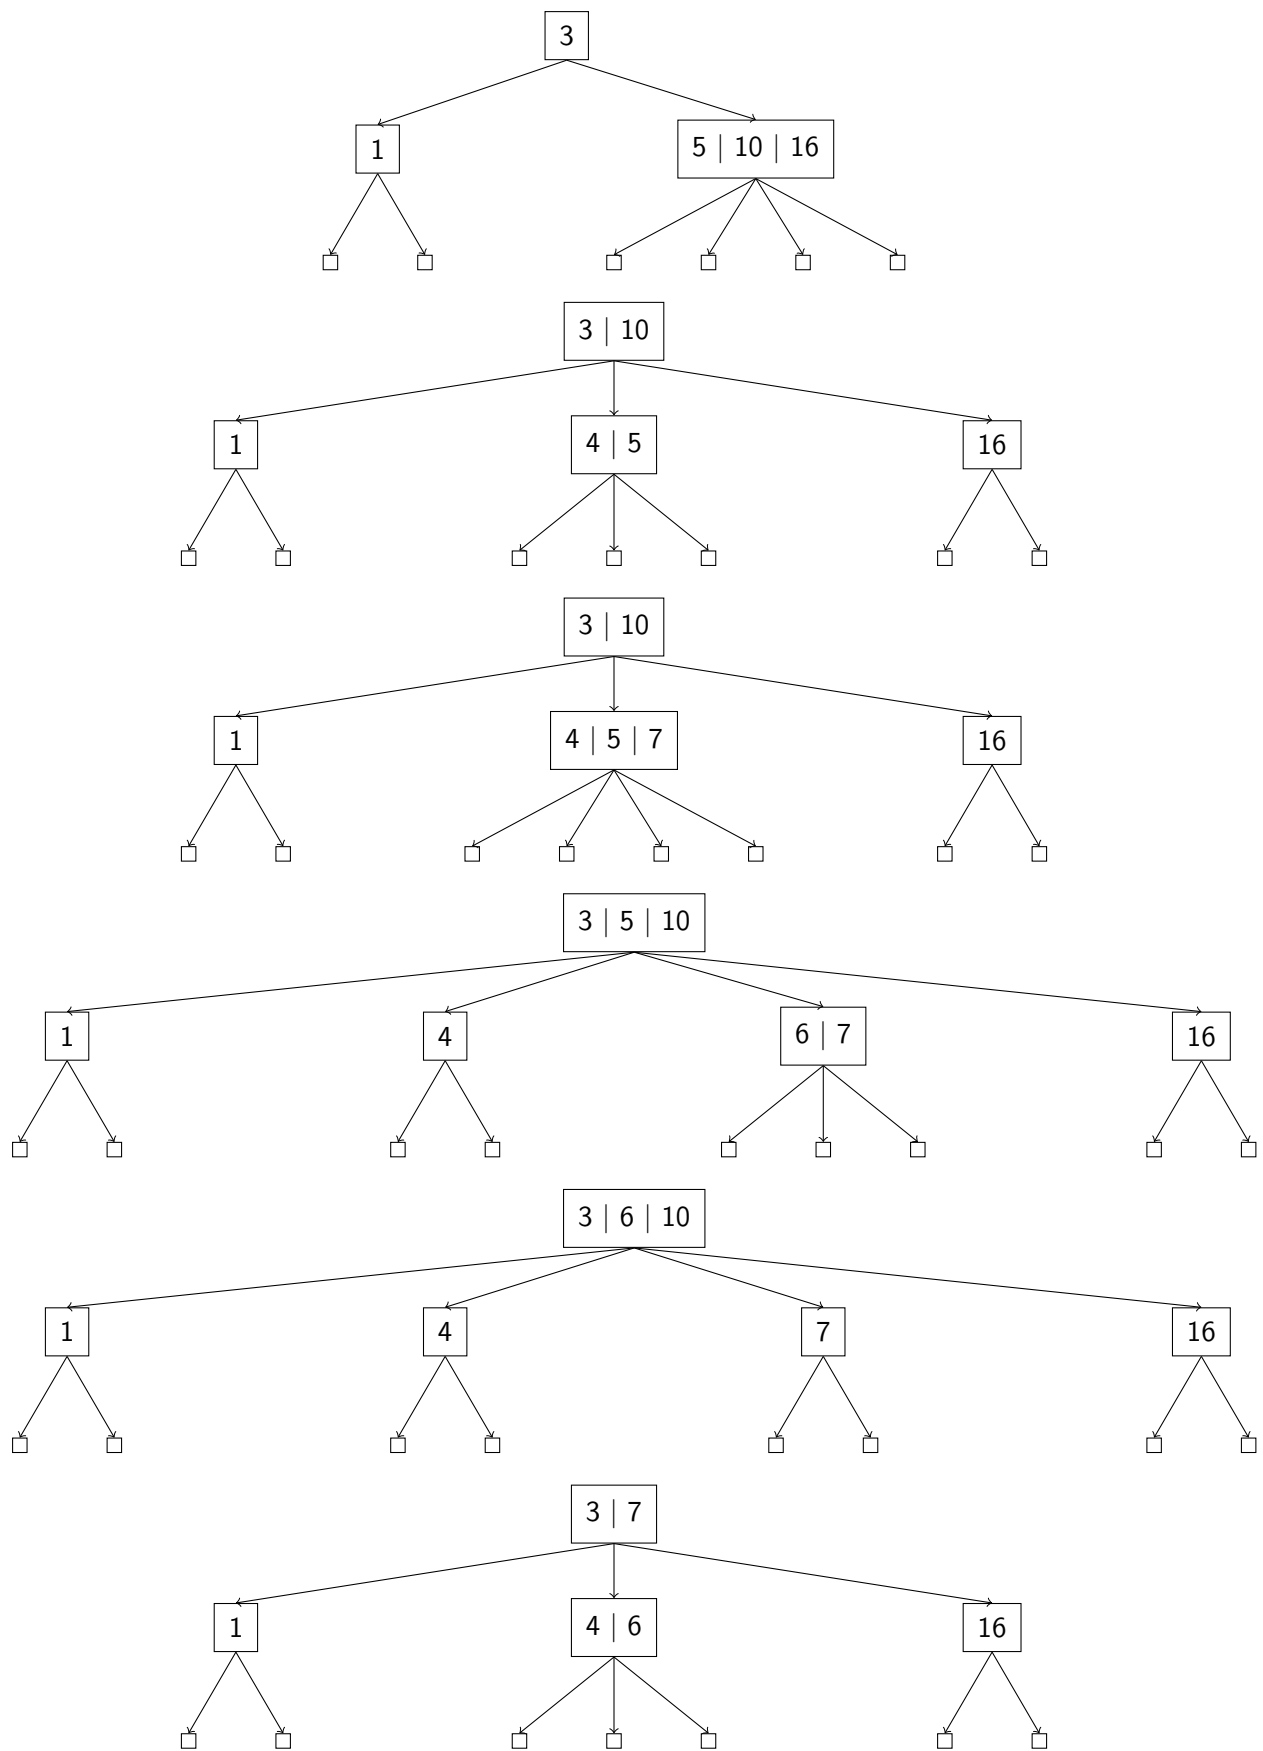 3
1 5 | 10 | 16
3 | 10
1 4 | 5 16
3 | 10
1 4 | 5 | 7 16
3 | 5 | 10
1 4 6 | 7 16
3 | 6 | 10
1 4 7 16
3 | 7
1 4 | 6 16